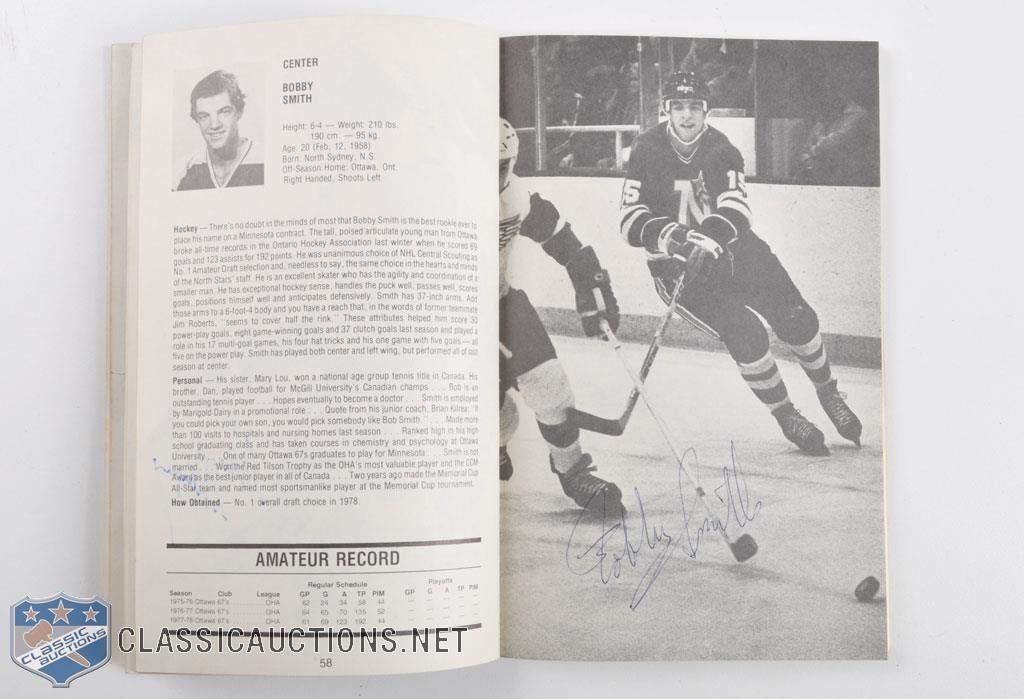 CENTER
BOBBY
SMITH
Height: 6-4 — Weight: 210 lbs.
190 cm. — 95 kg.
Age: 20 (Feb. 12, 1958)
Born: North Sydney, N.S.
Off-Season Home: Ottawa, Ont.
Right Handed, Shoots Left
Hockey — There's no doubt in the minds of most that Bobby Smith is the best rookie ever to
place his name on a Minnesota contract. The tall, poised articulate young man from Ottawa
broke all-time records in the Ontario Hockey Association last winter when he scored 69
goals and 123 assists for 192 points. He was unanimous choice of NHL Central Scouting as
No. 1 Amateur Draft selection and, needless to say, the same choice in the hearts and minds
of the North Stars' staff. He is an excellent skater who has the agility and coordination of a
smaller man. He has exceptional hockey sense, handles the puck well, passes well, scores
goals, positions himself well and anticipates defensively. Smith has 37-inch arms. Add
those arms to a 6-foot-4 body and you have a reach that, in the words of former teammate
Jim Roberts, "seems to cover half the rink." These attributes helped him score 30
power-play goals, eight game-winning goals and 37 clutch goals last season and played a
role in his 17 multi-goal games, his four hat tricks and his one game with five goals — all
five on the power play. Smith has played both center and left wing, but performed all of last
season at center.
Personal — His sister, Mary Lou, won a national age group tennis title in Canada. His
brother, Dan, played football for McGill University's Canadian champs . . . Bob is an
outstanding tennis player . . . Hopes eventually to become a doctor . . . Smith is employed
by Marigold Dairy in a promotional role . . . Quote from his junior coach, Brian Kilrea: "If
you could pick your own son, you would pick somebody like Bob Smith." . . . Made more
than 100 visits to hospitals and nursing homes last season . . . Ranked high in his high
school graduating class and has taken courses in chemistry and psychology at Ottawa
University . . . One of many Ottawa 67's graduates to play for Minnesota . . . Smith is not
married . . . Won the Red Tilson Trophy as the OHA's most valuable player and the CCM
Award as the best junior player in all of Canada . . . Two years ago made the Memorial Cup
All-Star team and named most sportsmanlike player at the Memorial Cup tournament.
How Obtained — No. 1 overall draft choice in 1978.
AMATEUR RECORD
Regular Schedule Playoffs
Season Club League GP G A TP PIM GP G A TP PIM
1975-76 Ottawa 67's OHA 62 24 34 58 44 — — — — —
1976-77 Ottawa 67's OHA 64 65 70 135 52 — — — — —
1977-78 Ottawa 67's OHA 61 69 123 192 44 — — — — —
58
N
15
15
Bobby Smith
CLASSIC
AUCTIONS
CLASSICAUCTIONS.NET